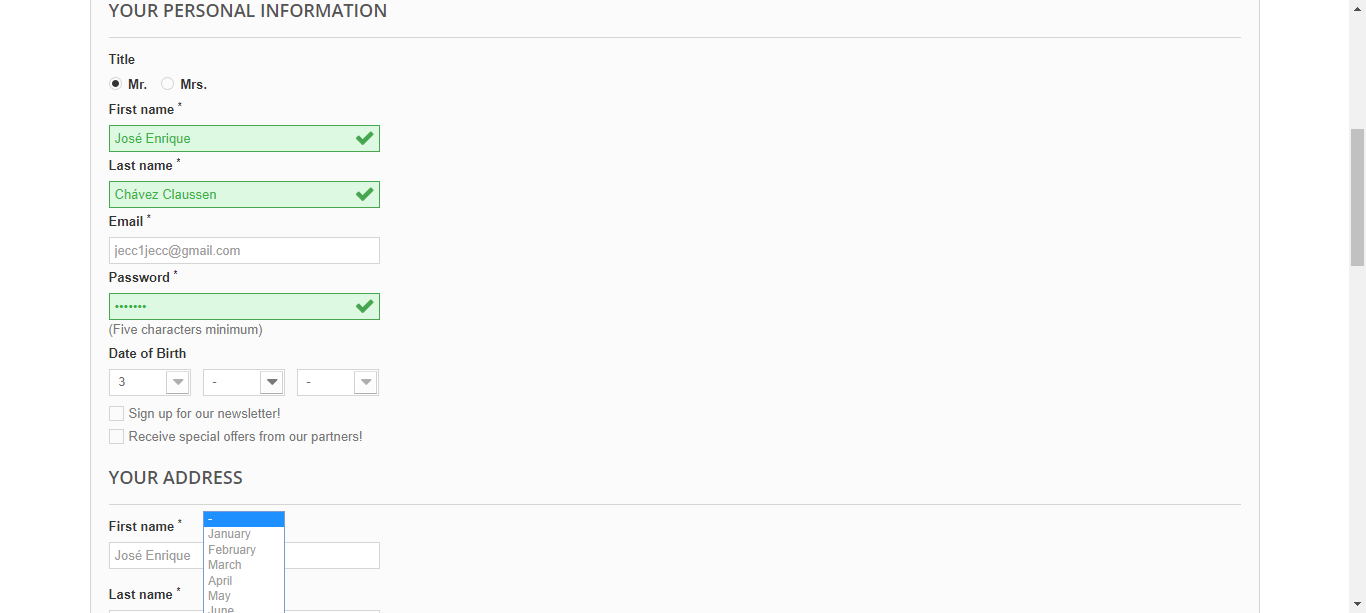 YOUR PERSONAL INFORMATION
Title
Mr. Mrs.
First name *
José Enrique
Last name *
Chávez Claussen
Email *
jecc1jecc@gmail.com
Password *
•••••••
(Five characters minimum)
Date of Birth
3 - -
Sign up for our newsletter!
Receive special offers from our partners!
YOUR ADDRESS
First name *
-
January
José Enrique
February
March
April
Last name *
May
June